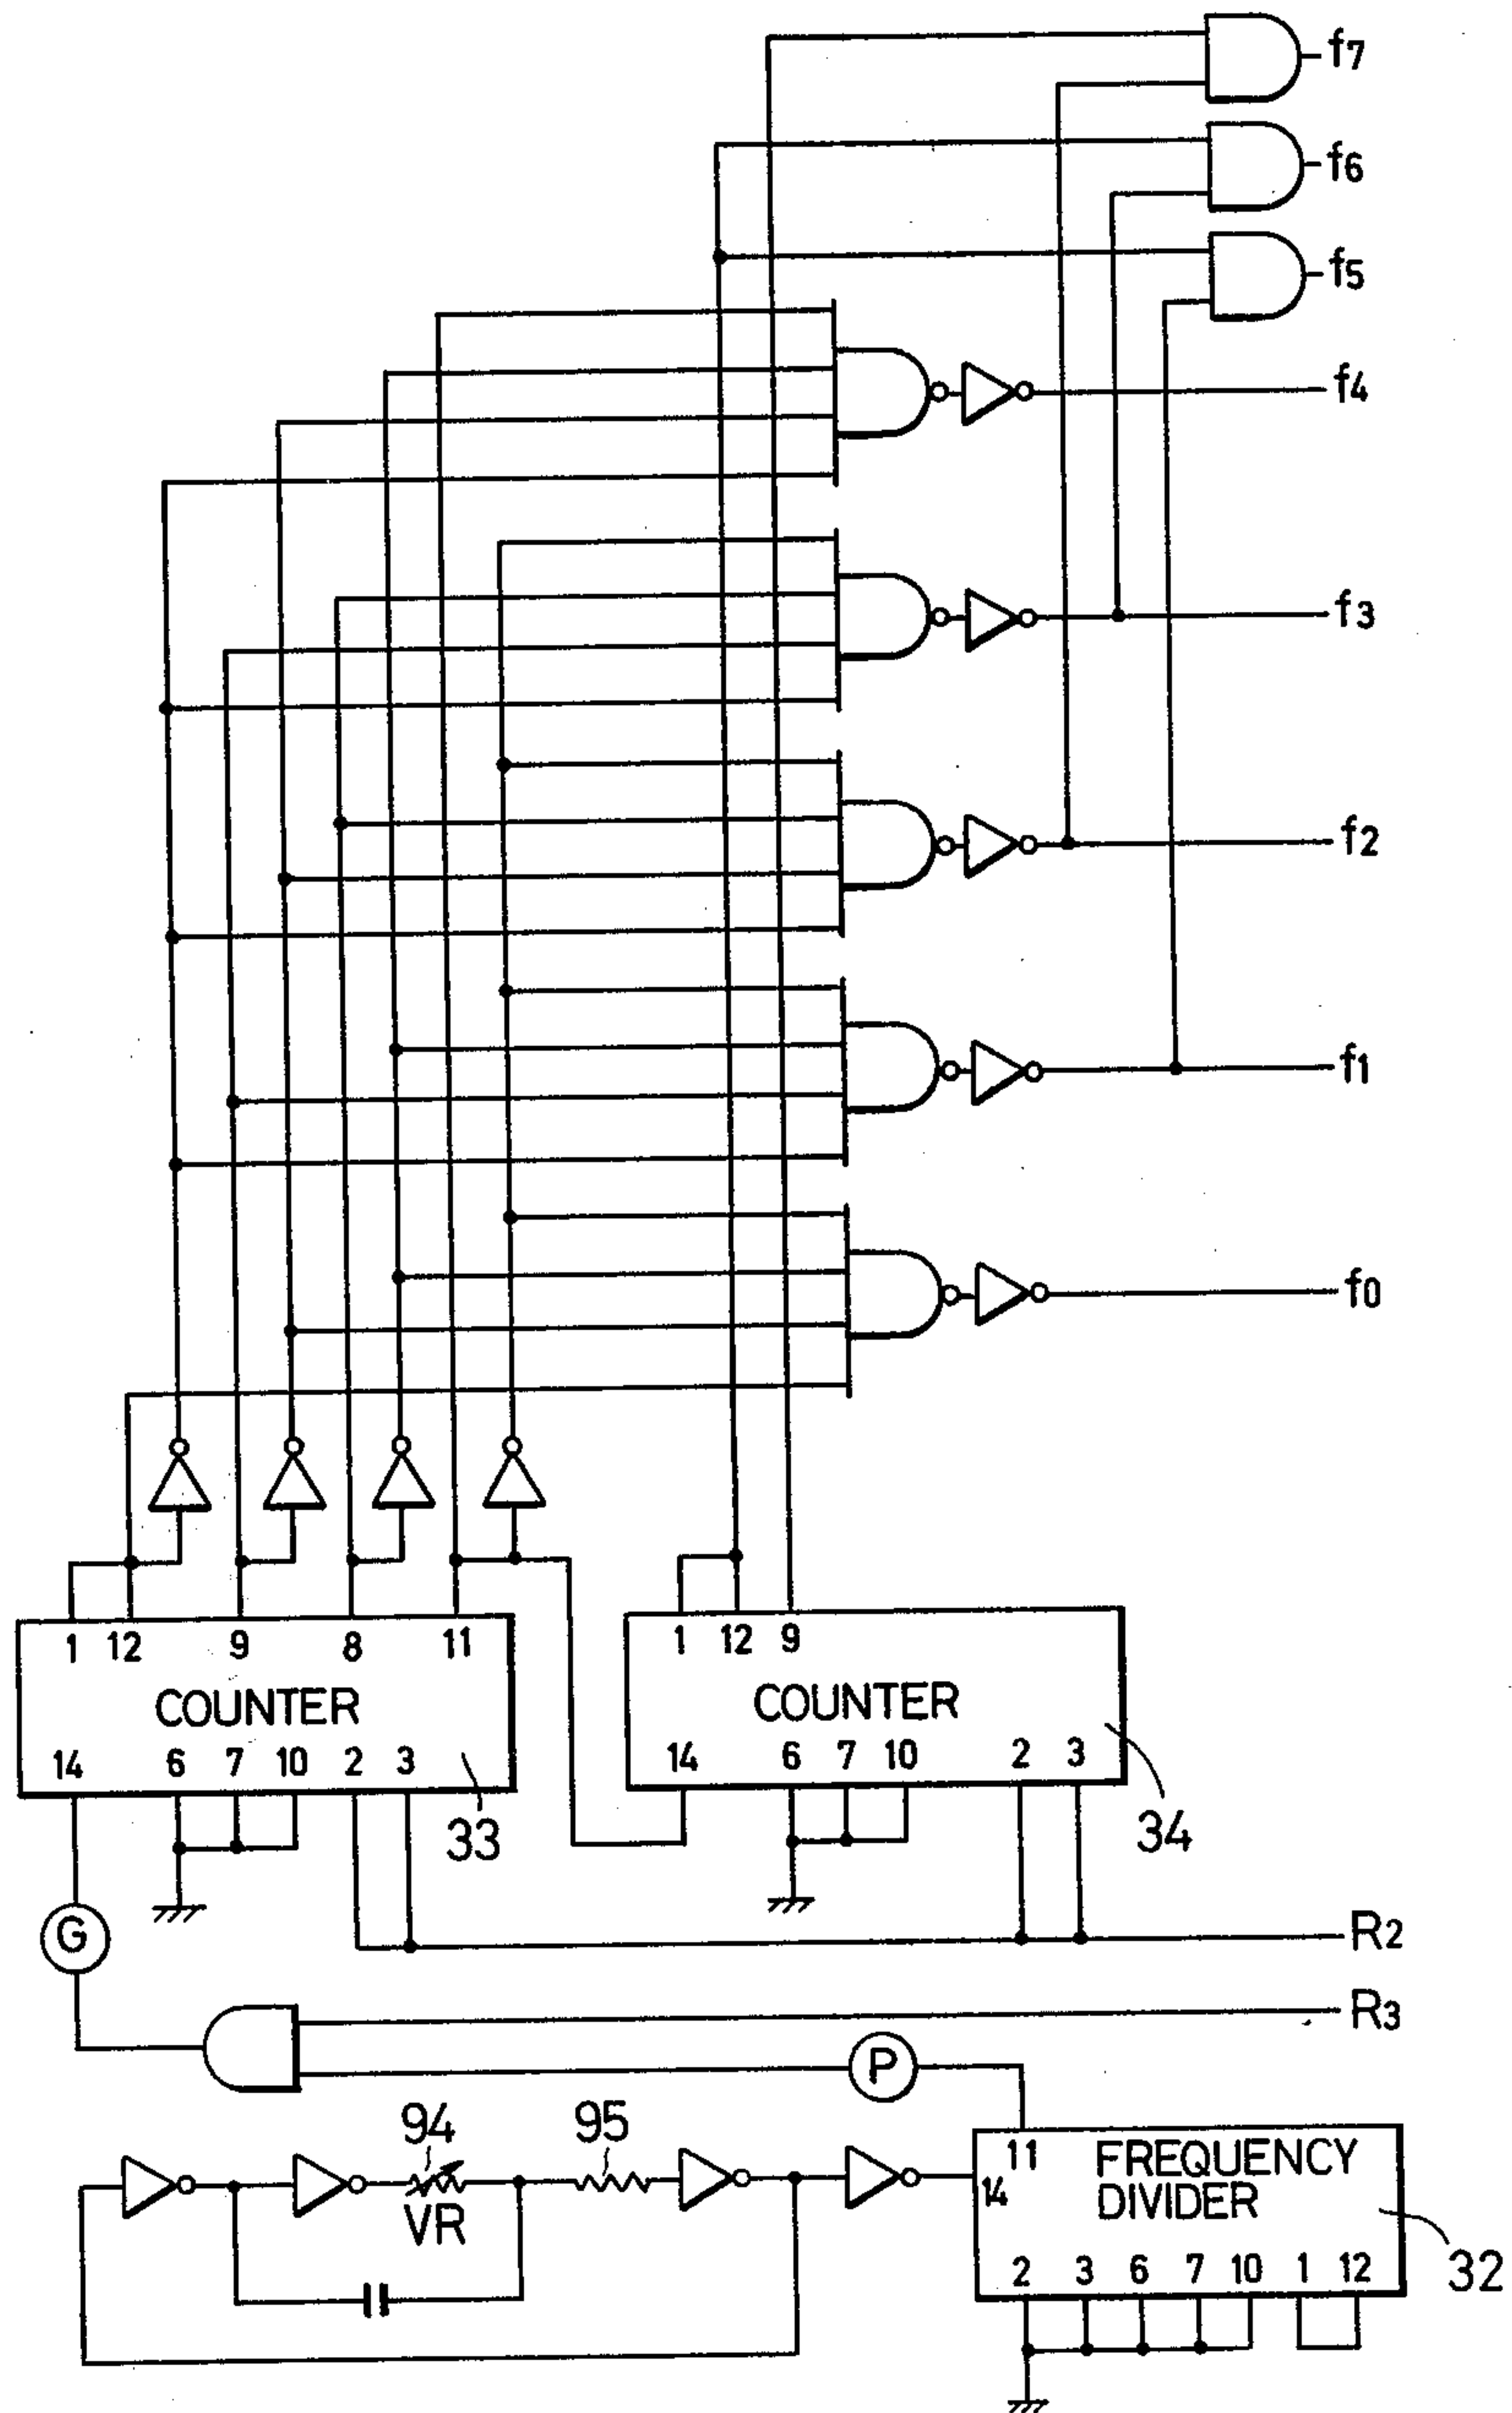 f7
f6
f5
f4
f3
f2
f1
f0
1 12 9 8 11
COUNTER
14 6 7 10 2 3
33
1 12 9
COUNTER
14 6 7 10 2 3
34
G
R2
R3
P
94
VR
95
11
14
FREQUENCY
DIVIDER
2 3 6 7 10 1 12
32